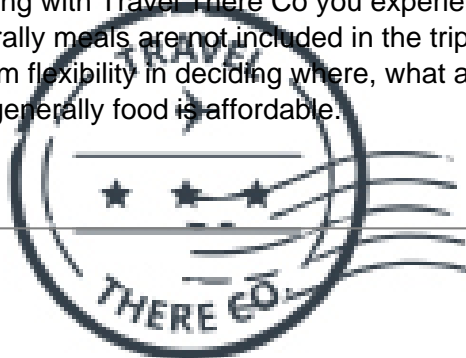 ng with Travel There Co you experie
rally meals are not included in the trip
m flexibility in deciding where, what a
generally food is affordable.
TRAVEL
THERE CO.